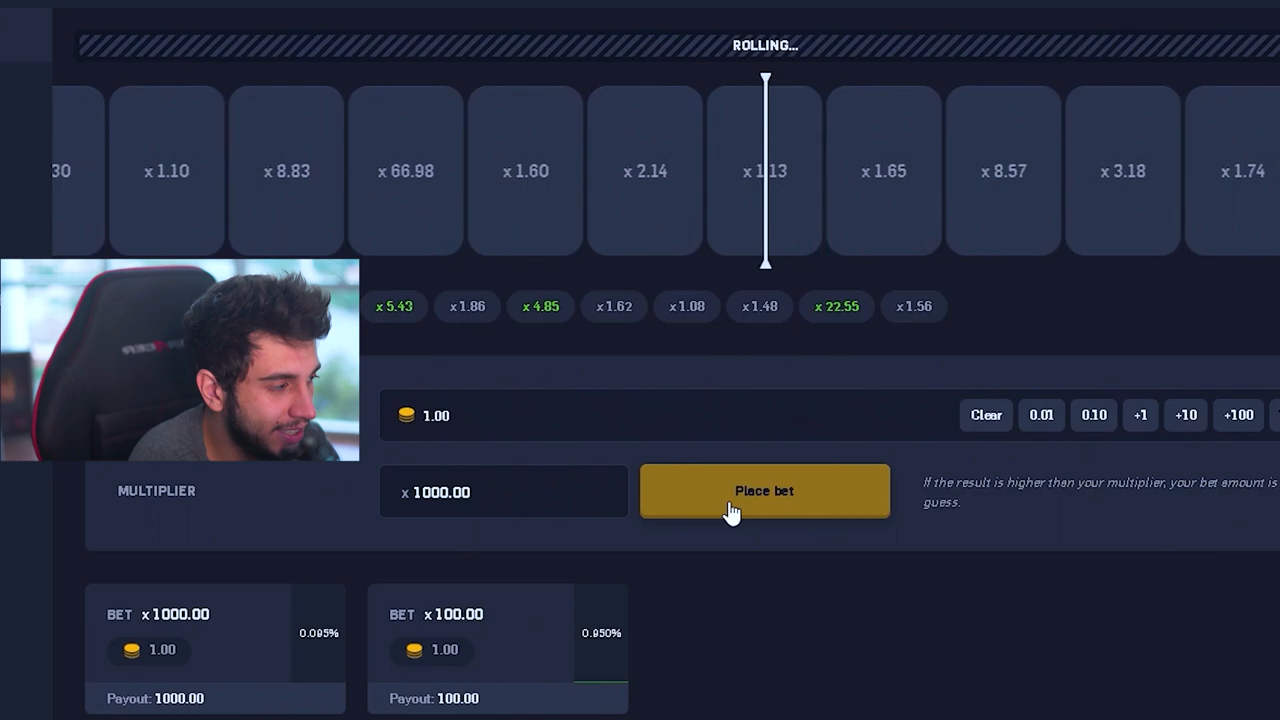 ROLLING...
30 x 1.10 x 8.83 x 66.98 x 1.60 x 2.14 x 1.13 x 1.65 x 8.57 x 3.18 x 1.74
x 5.43 x 1.86 x 4.85 x 1.62 x 1.08 x 1.48 x 22.55 x 1.56
1.00 Clear 0.01 0.10 +1 +10 +100
MULTIPLIER x 1000.00 Place bet If the result is higher than your multiplier, your bet amount is
guess.
BET x 1000.00 BET x 100.00
0.095% 0.950%
1.00 1.00
Payout: 1000.00 Payout: 100.00